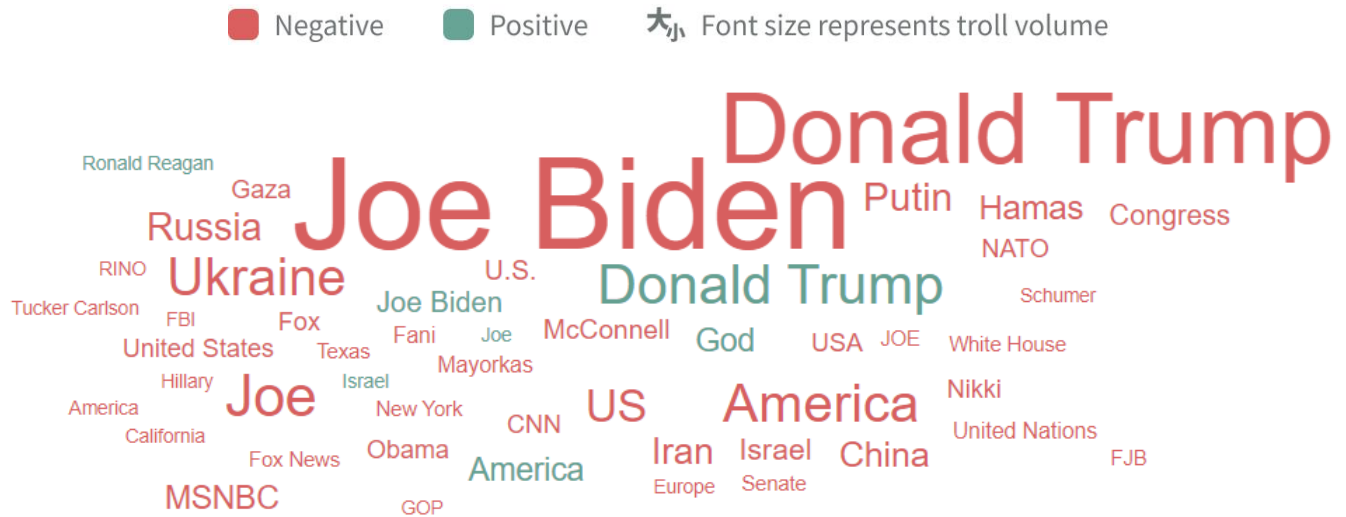 Negative Positive 大小 Font size represents troll volume
Donald Trump
Ronald Reagan
Joe Biden
Gaza Putin Hamas Congress
Russia
NATO
RINO Ukraine U.S. Donald Trump
Tucker Carlson Joe Biden Schumer
FBI Fox Fani Joe McConnell God USA JOE White House
United States Texas Mayorkas
Hillary Joe Israel US America Nikki
America New York CNN
California United Nations
Fox News Obama America Iran Israel China FJB
MSNBC Europe Senate
GOP